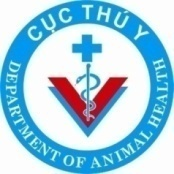 CỤC THÚ Y
DEPARTMENT OF ANIMAL HEALTH